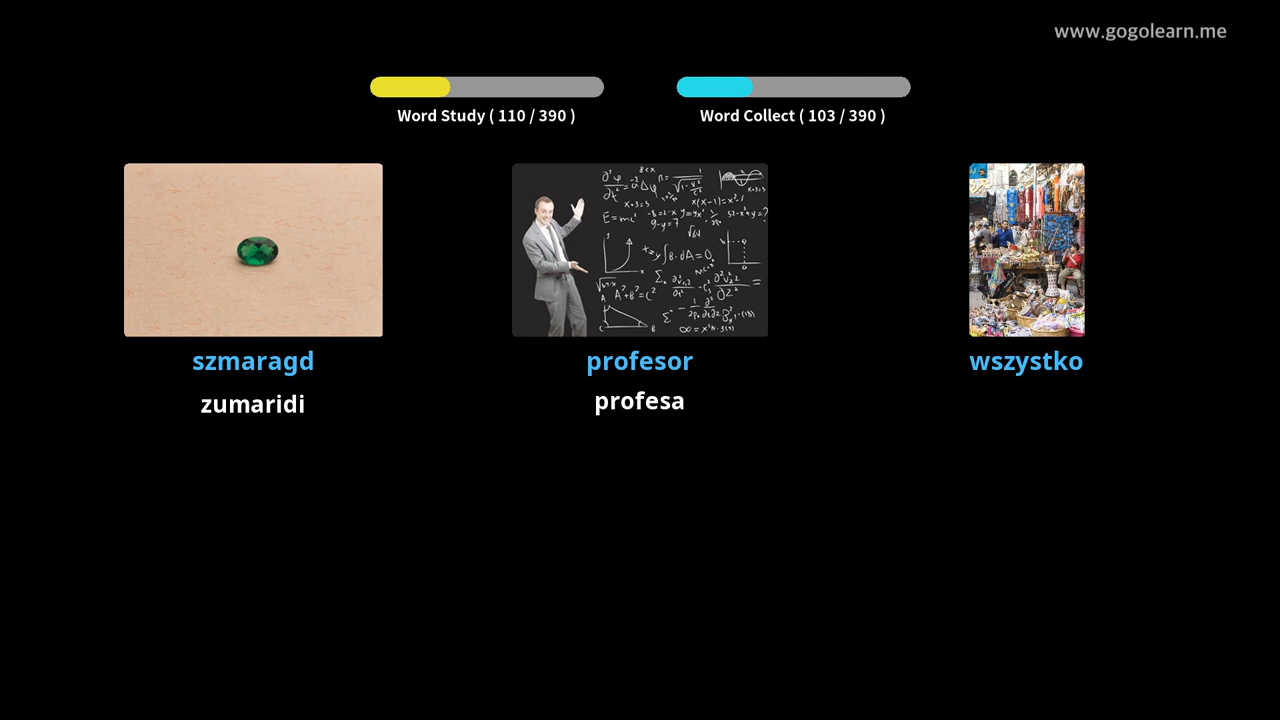 www.gogolearn.me
Word Study ( 110 / 390 )
Word Collect ( 103 / 390 )
szmaragd
profesor
wszystko
zumaridi
profesa